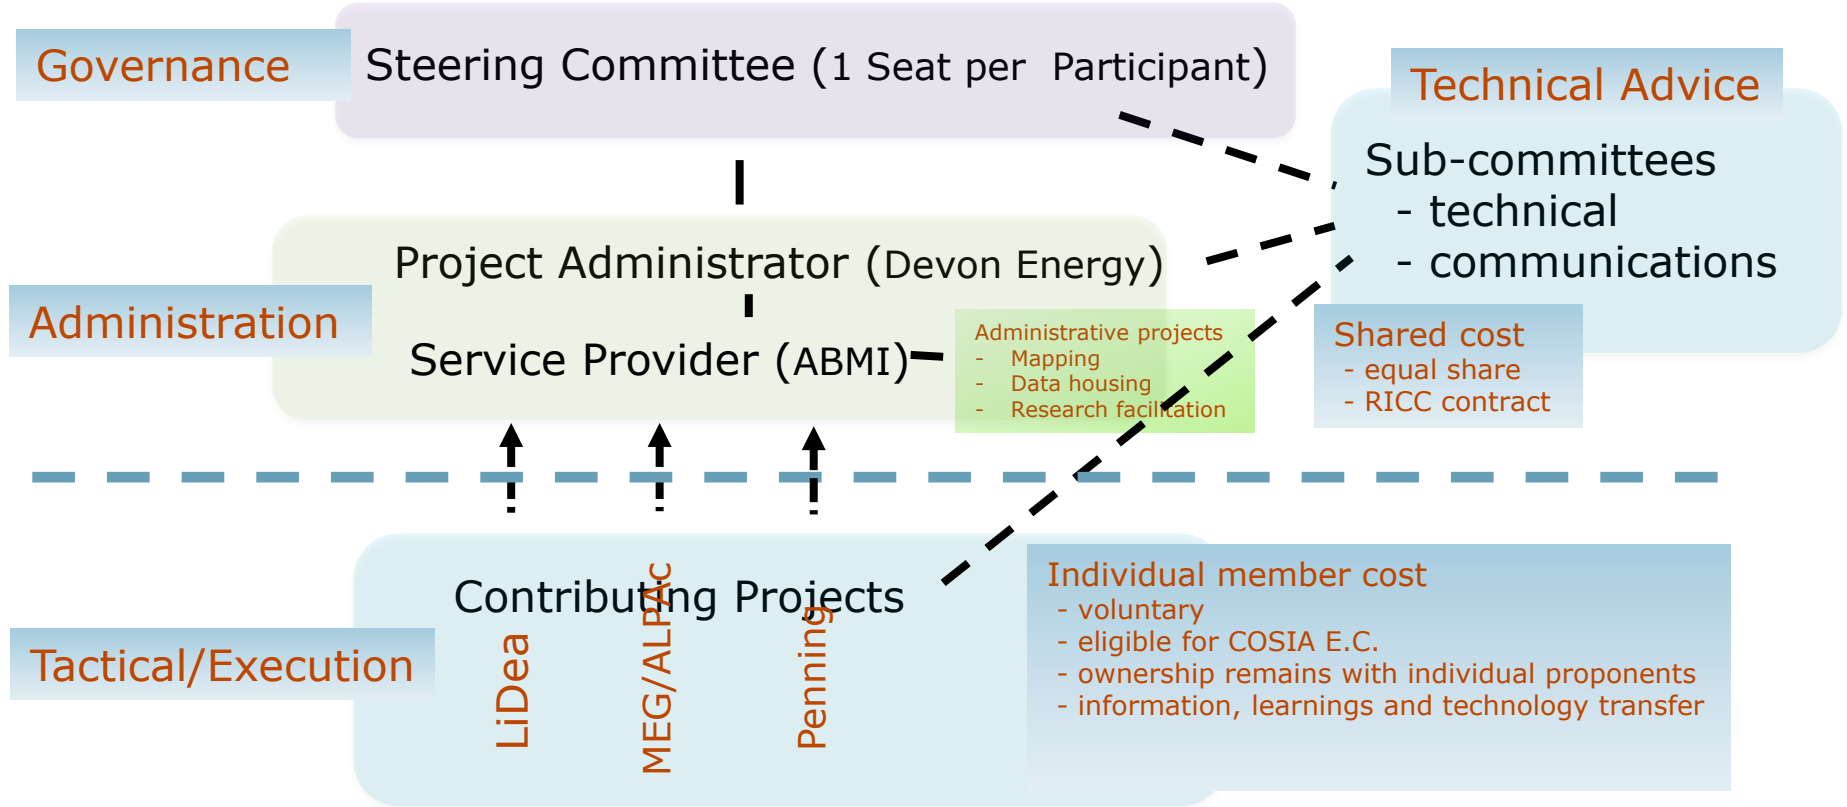 Governance
Steering Committee (1 Seat per Participant)
Technical Advice
Sub-committees
- technical
- communications
Administration
Project Administrator (Devon Energy)
Service Provider (ABMI)
Administrative projects
- Mapping
- Data housing
- Research facilitation
Shared cost
- equal share
- RICC contract
Tactical/Execution
Contributing Projects
LiDea
MEG/ALPAc
Penning
Individual member cost
- voluntary
- eligible for COSIA E.C.
- ownership remains with individual proponents
- information, learnings and technology transfer